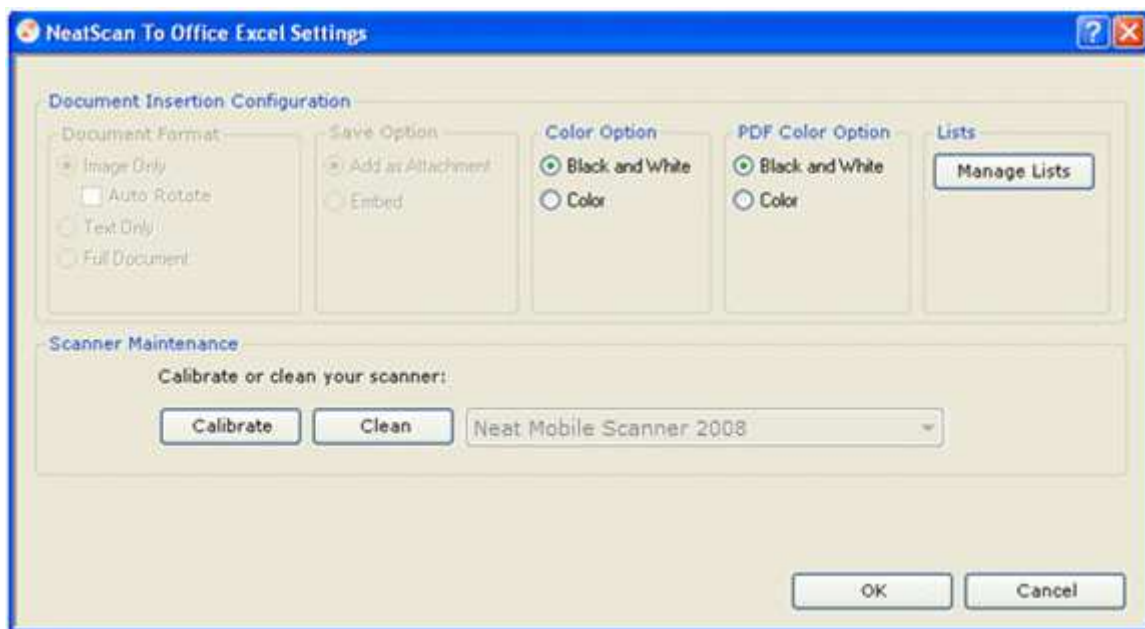 NeatScan To Office Excel Settings
Document Insertion Configuration
Document Format
Image Only
Auto Rotate
Text Only
Full Document
Save Option
Add as Attachment
Embed
Color Option
Black and White
Color
PDF Color Option
Black and White
Color
Lists
Manage Lists
Scanner Maintenance
Calibrate or clean your scanner:
Calibrate
Clean
Neat Mobile Scanner 2008
OK
Cancel